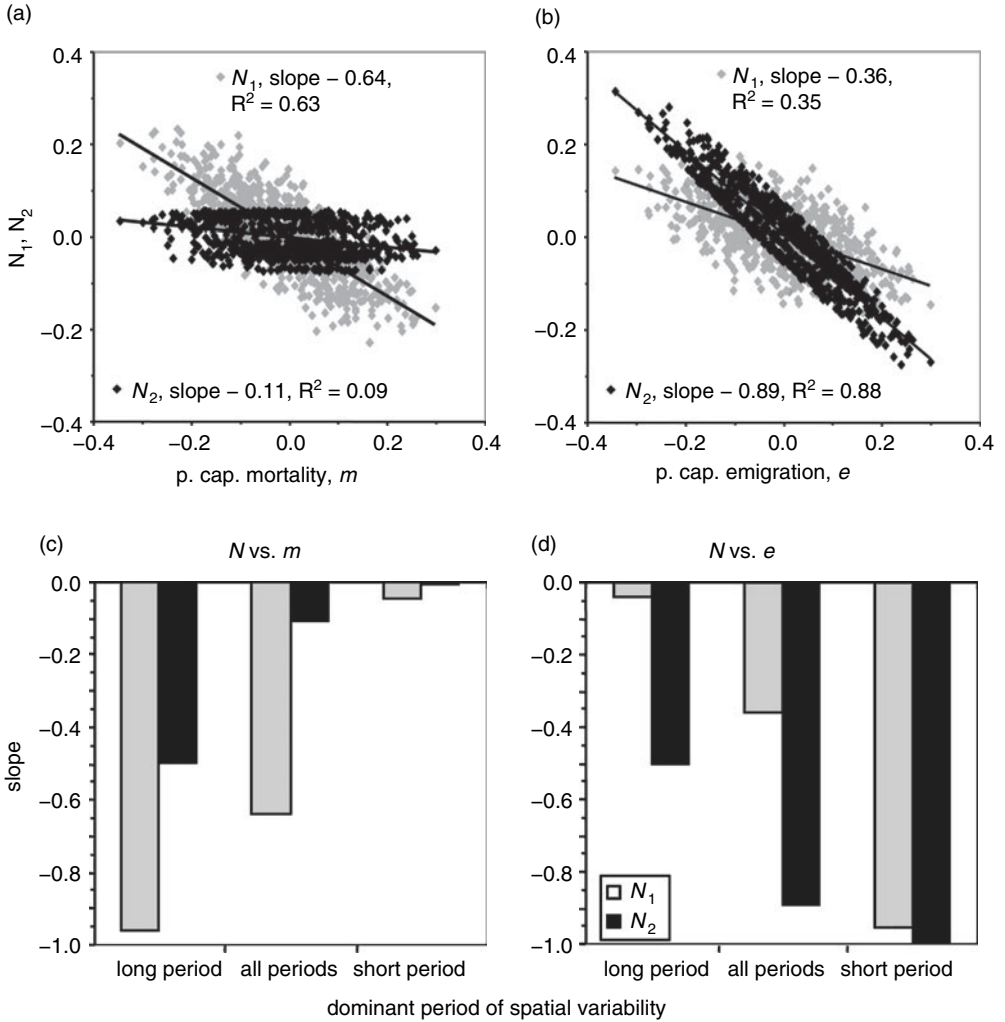 (a)
N₁, slope – 0.64,
R² = 0.63
N₂, slope – 0.11, R² = 0.09
0.4
0.2
0.0
−0.2
−0.4
N₁, N₂
−0.4 −0.2 0.0 0.2 0.4
p. cap. mortality, m
(b)
N₁, slope – 0.36,
R² = 0.35
N₂, slope – 0.89, R² = 0.88
0.4
0.2
0.0
−0.2
−0.4
−0.4 −0.2 0.0 0.2 0.4
p. cap. emigration, e
(c)
N vs. m
0.0
−0.2
−0.4
−0.6
−0.8
−1.0
slope
long period all periods short period
(d)
N vs. e
0.0
−0.2
−0.4
−0.6
−0.8
−1.0
N₁
N₂
long period all periods short period
dominant period of spatial variability